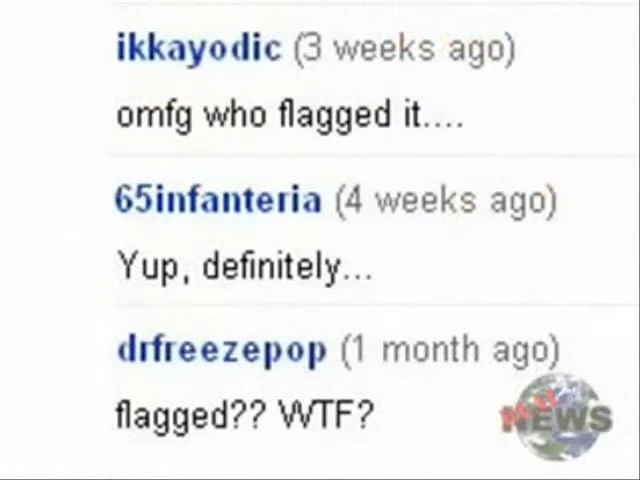 ikkayodic (3 weeks ago)
omfg who flagged it....
65infanteria (4 weeks ago)
Yup, definitely...
drfreezepop (1 month ago)
flagged?? WTF?
NEWS